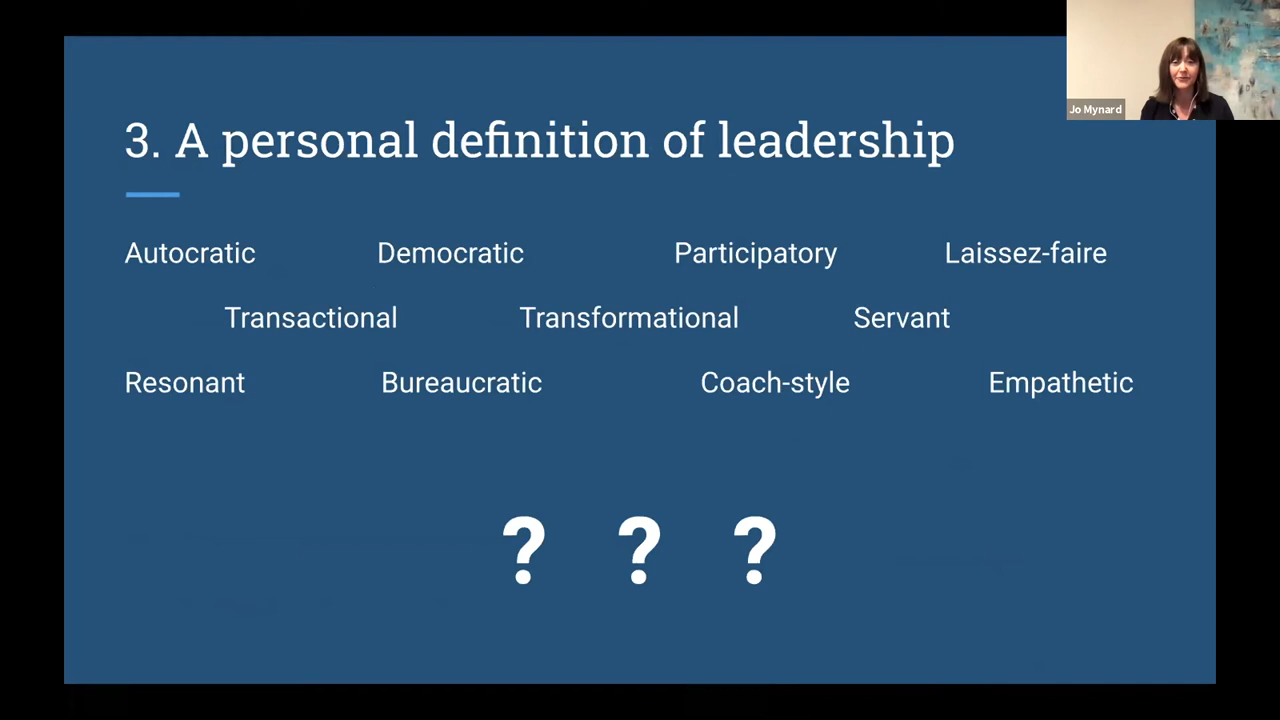 Jo Mynard
3. A personal definition of leadership
Autocratic Democratic Participatory Laissez-faire
Transactional Transformational Servant
Resonant Bureaucratic Coach-style Empathetic
? ? ?